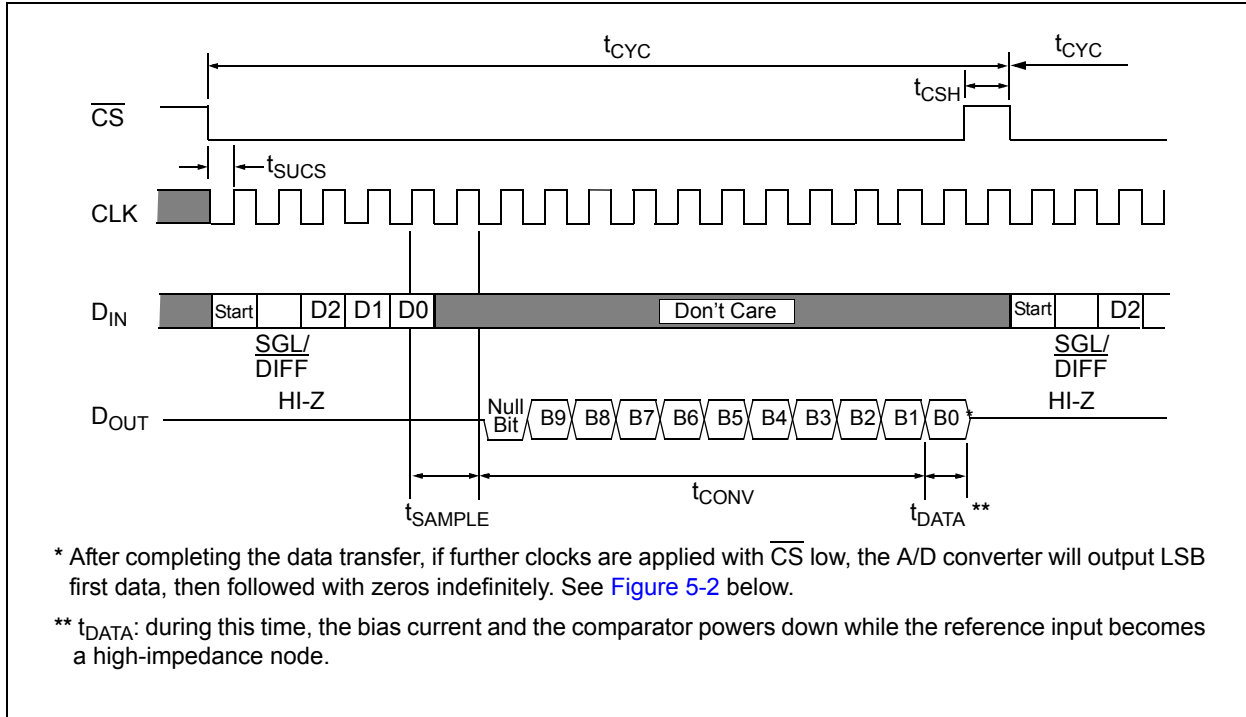 tCYC tCYC
tCSH
CS
tSUCS
CLK
DIN Start D2 D1 D0 Don't Care Start D2
SGL/ SGL/
DIFF DIFF
HI-Z HI-Z
DOUT Null Bit B9 B8 B7 B6 B5 B4 B3 B2 B1 B0 *
tCONV
tSAMPLE tDATA **
* After completing the data transfer, if further clocks are applied with CS low, the A/D converter will output LSB
first data, then followed with zeros indefinitely. See Figure 5-2 below.
** tDATA: during this time, the bias current and the comparator powers down while the reference input becomes
a high-impedance node.